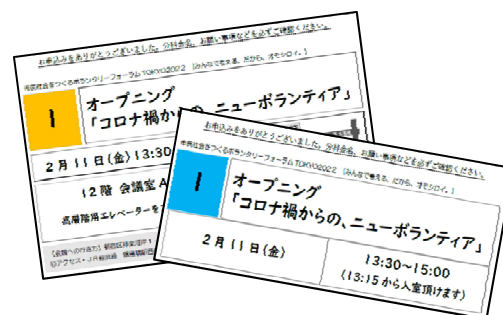 お申込みをありがとうございました。分科会名、お願い事項などを必ずご確認ください。
市民社会をつくるボランタリーフォーラムTOKYO2022 【みんなで考える、だから、オモシロイ。】
1
オープニング
「コロナ禍からの、ニューボランティア」
2月11日(金)13:30
12階 会議室A
高層階用エレベーターを
お申込みをありがとうございました。分科会名、お願い事項などを必ずご確認ください。
市民社会をつくるボランタリーフォーラムTOKYO2022 【みんなで考える、だから、オモシロイ。】
1
オープニング
「コロナ禍からの、ニューボランティア」
2月11日(金)
13:30~15:00
(13:15から入室頂けます)